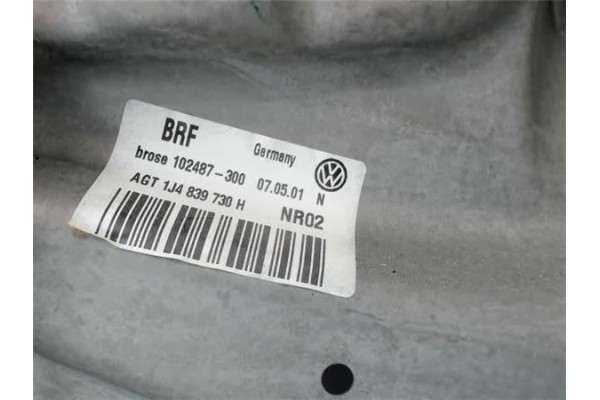 BRF Germany
brose 102487-300 07.05.01 N
AGT 1J4 839 730 H NR02